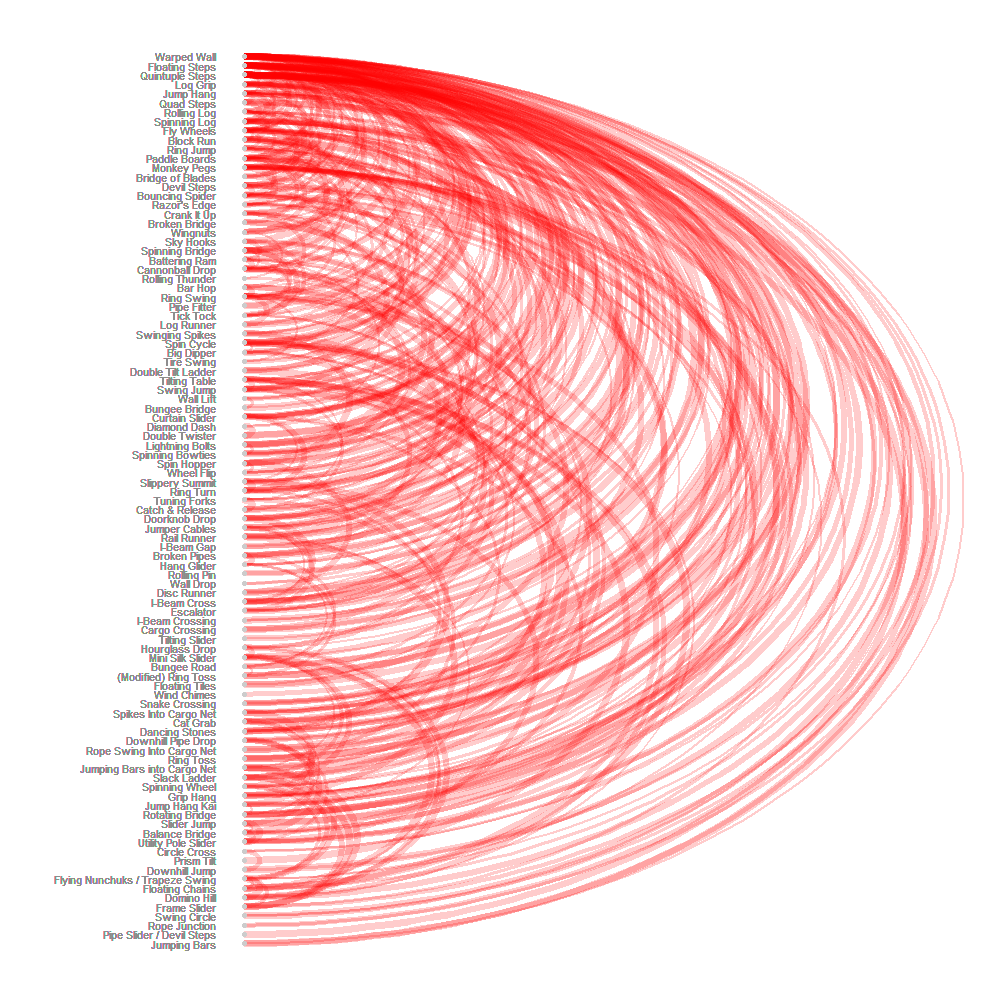 Warped Wall
Floating Steps
Quintuple Steps
Log Grip
Jump Hang
Quad Steps
Rolling Log
Spinning Log
Fly Wheels
Block Run
Ring Jump
Paddle Boards
Monkey Pegs
Bridge of Blades
Devil Steps
Bouncing Spider
Razor's Edge
Crank It Up
Broken Bridge
Wingnuts
Sky Hooks
Spinning Bridge
Battering Ram
Cannonball Drop
Rolling Thunder
Bar Hop
Ring Swing
Pipe Fitter
Tick Tock
Log Runner
Swinging Spikes
Spin Cycle
Big Dipper
Tire Swing
Double Tilt Ladder
Tilting Table
Swing Jump
Wall Lift
Bungee Bridge
Curtain Slider
Diamond Dash
Double Twister
Lightning Bolts
Spinning Bowties
Spin Hopper
Wheel Flip
Slippery Summit
Ring Turn
Tuning Forks
Catch & Release
Doorknob Drop
Jumper Cables
Rail Runner
I-Beam Gap
Broken Pipes
Hang Glider
Rolling Pin
Wall Drop
Disc Runner
I-Beam Cross
Escalator
I-Beam Crossing
Cargo Crossing
Tilting Slider
Hourglass Drop
Mini Silk Slider
Bungee Road
(Modified) Ring Toss
Floating Tiles
Wind Chimes
Snake Crossing
Spikes Into Cargo Net
Cat Grab
Dancing Stones
Downhill Pipe Drop
Rope Swing Into Cargo Net
Ring Toss
Jumping Bars into Cargo Net
Slack Ladder
Spinning Wheel
Grip Hang
Jump Hang Kai
Rotating Bridge
Slider Jump
Balance Bridge
Utility Pole Slider
Circle Cross
Prism Tilt
Downhill Jump
Flying Nunchuks / Trapeze Swing
Floating Chains
Domino Hill
Frame Slider
Swing Circle
Rope Junction
Pipe Slider / Devil Steps
Jumping Bars